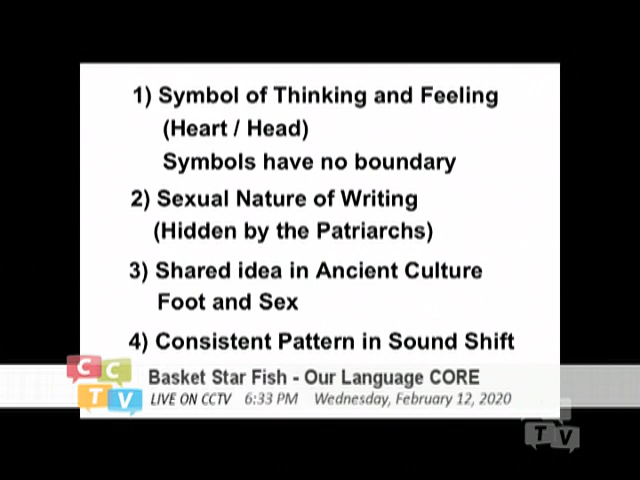 1) Symbol of Thinking and Feeling
(Heart / Head)
Symbols have no boundary
2) Sexual Nature of Writing
(Hidden by the Patriarchs)
3) Shared idea in Ancient Culture
Foot and Sex
4) Consistent Pattern in Sound Shift
CCTV
Basket Star Fish - Our Language CORE
LIVE ON CCTV 6:33 PM Wednesday, February 12, 2020
TV